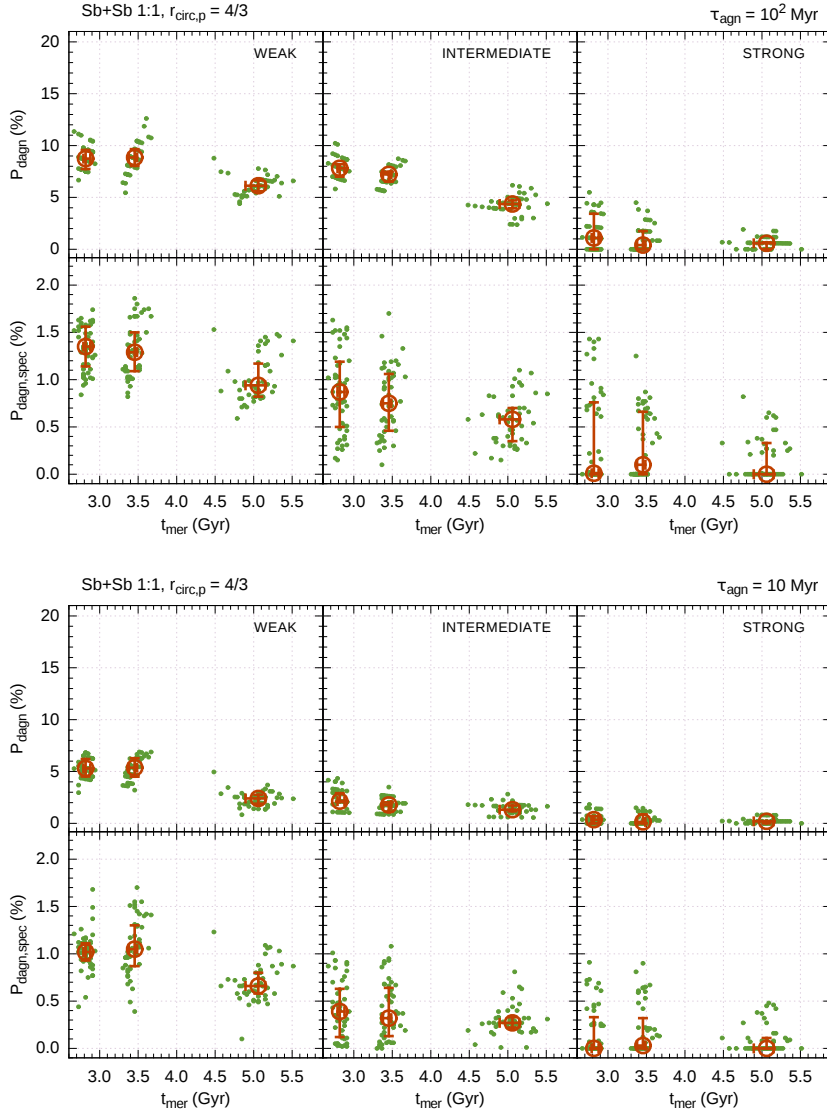 Sb+Sb 1:1, r_circ,p = 4/3 τ_agn = 10² Myr
WEAK INTERMEDIATE STRONG
P_dagn (%)
20
15
10
5
0
P_dagn,spec (%)
2.0
1.5
1.0
0.5
0.0
3.0 3.5 4.0 4.5 5.0 5.5 3.0 3.5 4.0 4.5 5.0 5.5 3.0 3.5 4.0 4.5 5.0 5.5
t_mer (Gyr) t_mer (Gyr) t_mer (Gyr)
Sb+Sb 1:1, r_circ,p = 4/3 τ_agn = 10 Myr
WEAK INTERMEDIATE STRONG
P_dagn (%)
20
15
10
5
0
P_dagn,spec (%)
2.0
1.5
1.0
0.5
0.0
3.0 3.5 4.0 4.5 5.0 5.5 3.0 3.5 4.0 4.5 5.0 5.5 3.0 3.5 4.0 4.5 5.0 5.5
t_mer (Gyr) t_mer (Gyr) t_mer (Gyr)